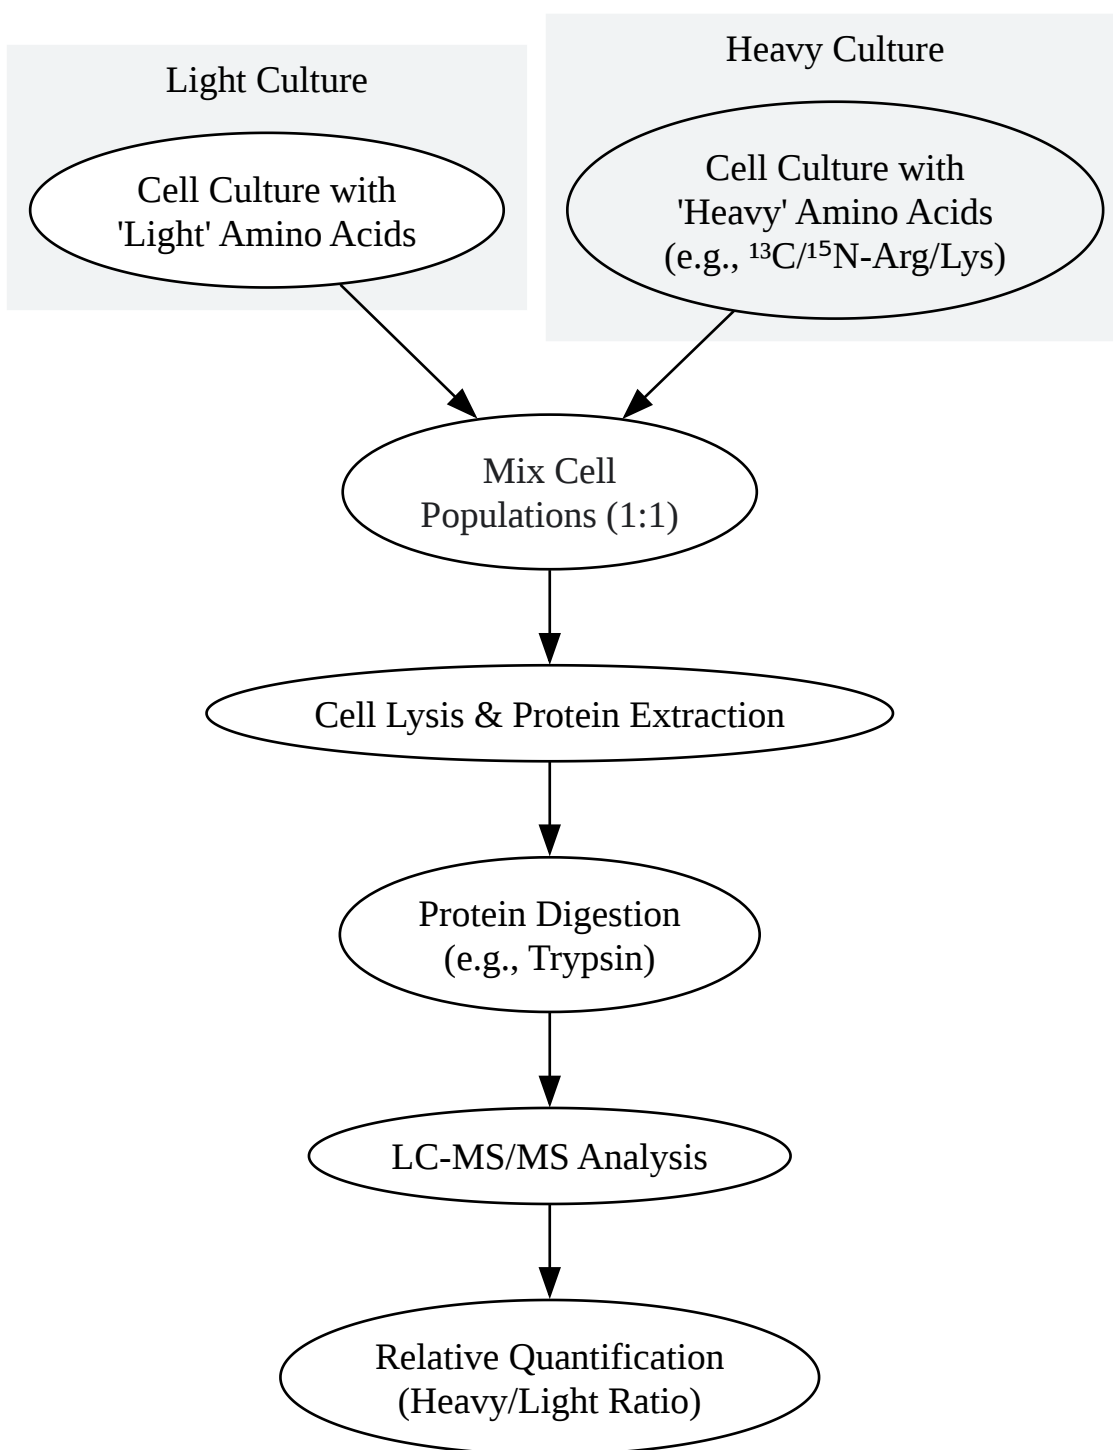 Light Culture
Cell Culture with
'Light' Amino Acids
Heavy Culture
Cell Culture with
'Heavy' Amino Acids
(e.g., ¹³C/¹⁵N-Arg/Lys)
Mix Cell
Populations (1:1)
Cell Lysis & Protein Extraction
Protein Digestion
(e.g., Trypsin)
LC-MS/MS Analysis
Relative Quantification
(Heavy/Light Ratio)